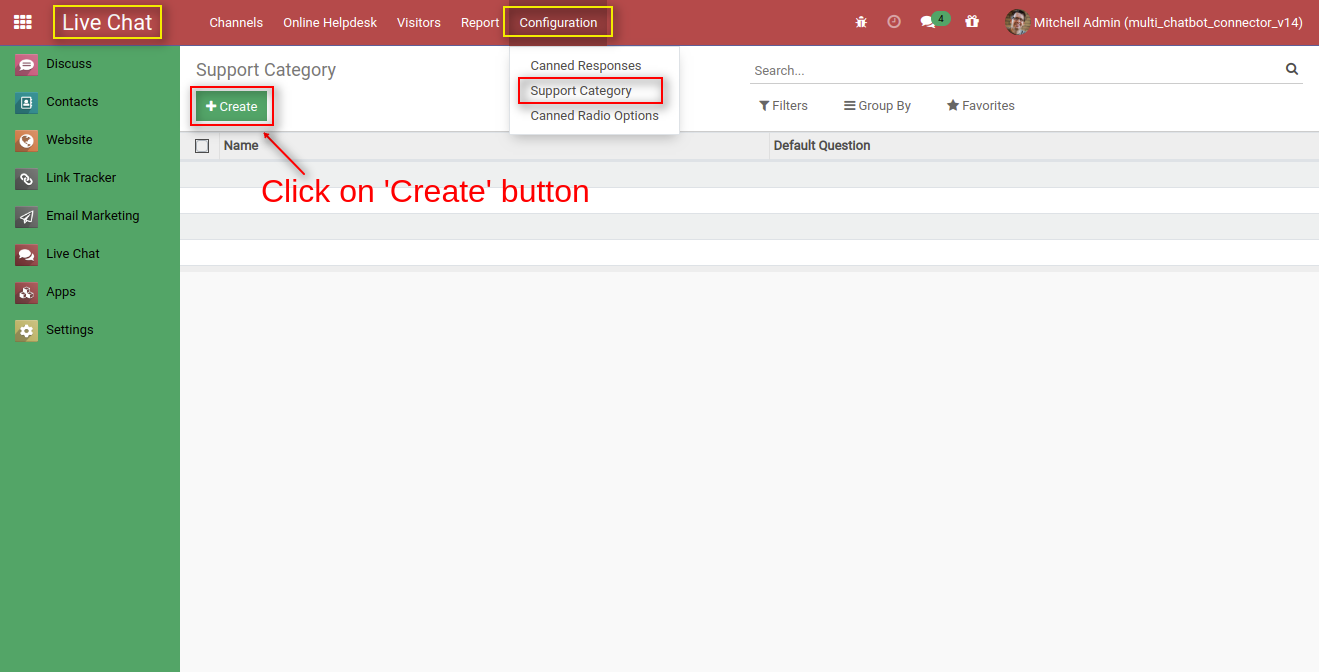 Live Chat Channels Online Helpdesk Visitors Report Configuration 4 Mitchell Admin (multi_chatbot_connector_v14)
Discuss
Contacts
Website
Link Tracker
Email Marketing
Live Chat
Apps
Settings
Support Category
Create
Canned Responses
Support Category
Canned Radio Options
Search...
Filters Group By Favorites
Name Default Question
Click on 'Create' button